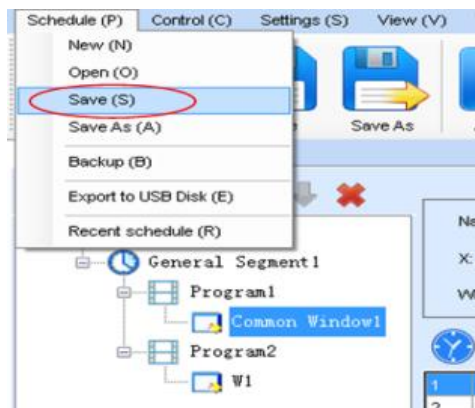 Schedule (P) Control (C) Settings (S) View (V)
New (N)
Open (O)
Save (S)
Save As (A)
Save As
Backup (B)
Export to USB Disk (E)
Recent schedule (R)
General Segment1
Program1
Common Window1
Program2
W1
X:
1
2